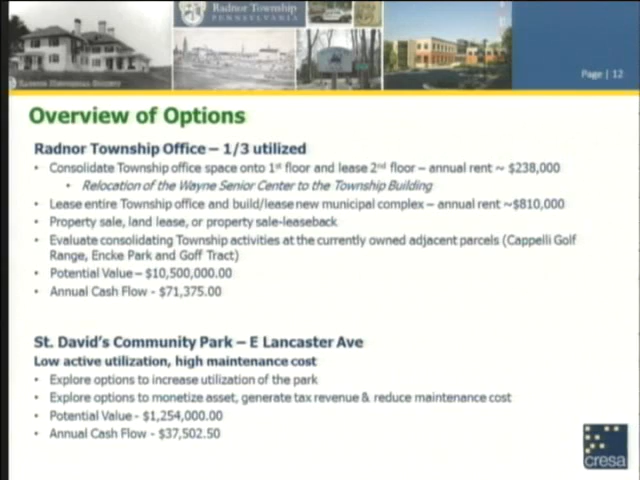 Radnor Township
PENNSYLVANIA
Page | 12
Overview of Options
Radnor Township Office – 1/3 utilized
• Consolidate Township office space onto 1st floor and lease 2nd floor – annual rent ~ $238,000
• Relocation of the Wayne Senior Center to the Township Building
• Lease entire Township office and build/lease new municipal complex – annual rent ~$810,000
• Property sale, land lease, or property sale-leaseback
• Evaluate consolidating Township activities at the currently owned adjacent parcels (Cappelli Golf
Range, Encke Park and Goff Tract)
• Potential Value – $10,500,000.00
• Annual Cash Flow - $71,375.00
St. David's Community Park – E Lancaster Ave
Low active utilization, high maintenance cost
• Explore options to increase utilization of the park
• Explore options to monetize asset, generate tax revenue & reduce maintenance cost
• Potential Value - $1,254,000.00
• Annual Cash Flow - $37,502.50
cresa